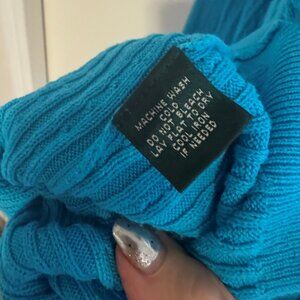 MACHINE WASH
COLD
DO NOT BLEACH
LAY FLAT TO DRY
COOL IRON
IF NEEDED